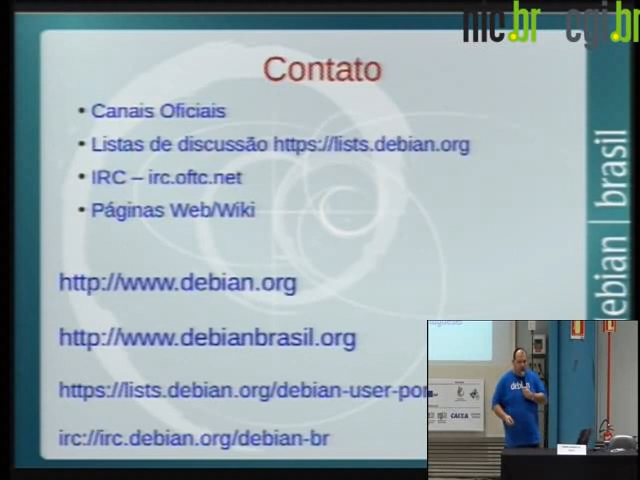 nic.br cgi.br
Contato
• Canais Oficiais
• Listas de discussão https://lists.debian.org
• IRC – irc.oftc.net
• Páginas Web/Wiki
http://www.debian.org
http://www.debianbrasil.org
https://lists.debian.org/debian-user-por
irc://irc.debian.org/debian-br
debian | brasil
debian
CAIXA